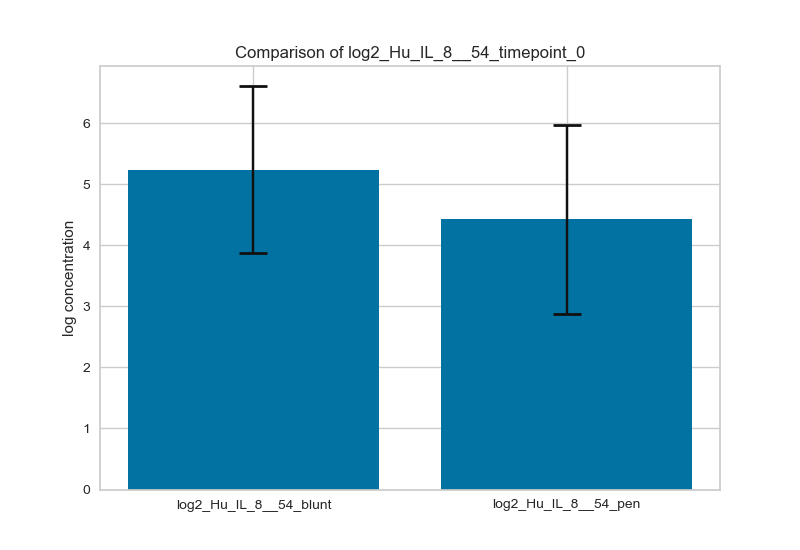 Comparison of log2_Hu_IL_8__54_timepoint_0
log concentration
6
5
4
3
2
1
0
log2_Hu_IL_8__54_blunt
log2_Hu_IL_8__54_pen